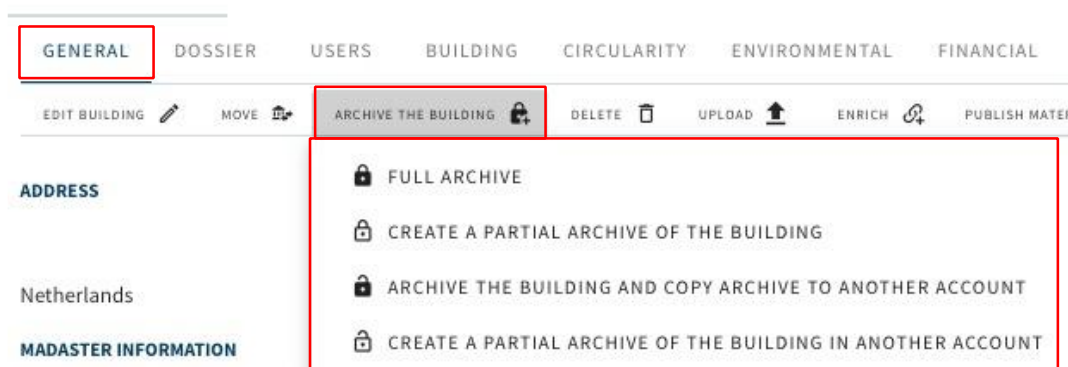 GENERAL DOSSIER USERS BUILDING CIRCULARITY ENVIRONMENTAL FINANCIAL
EDIT BUILDING MOVE ARCHIVE THE BUILDING DELETE UPLOAD ENRICH PUBLISH MATE
ADDRESS
FULL ARCHIVE
CREATE A PARTIAL ARCHIVE OF THE BUILDING
Netherlands
ARCHIVE THE BUILDING AND COPY ARCHIVE TO ANOTHER ACCOUNT
MADASTER INFORMATION
CREATE A PARTIAL ARCHIVE OF THE BUILDING IN ANOTHER ACCOUNT